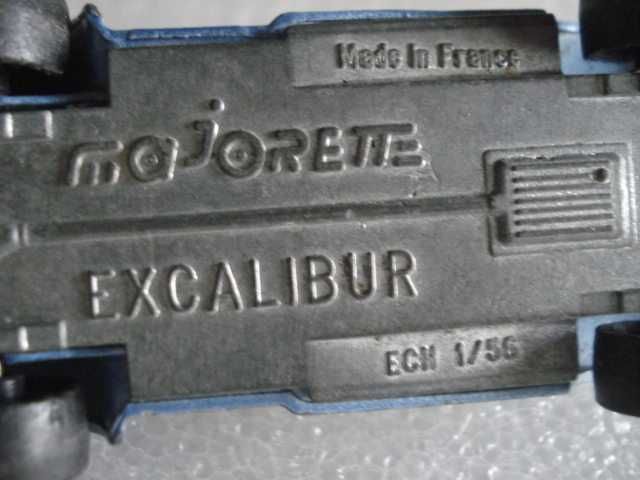 Made In France
majORETTE
EXCALIBUR
ECH 1/56